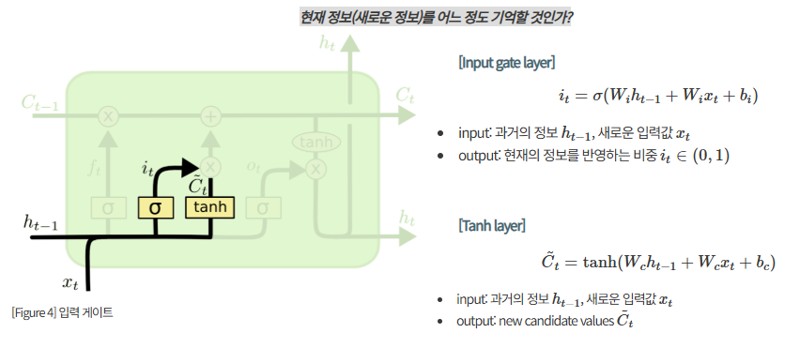 현재 정보(새로운 정보)를 어느 정도 기억할 것인가?
h_t
C_{t-1}
C_t
×
+
tanh
f_t
i_t
×
o_t
×
C̃_t
σ
σ
tanh
σ
h_{t-1}
h_t
x_t
[Figure 4] 입력 게이트
[Input gate layer]
i_t = σ(W_i h_{t-1} + W_i x_t + b_i)
• input: 과거의 정보 h_{t-1}, 새로운 입력값 x_t
• output: 현재의 정보를 반영하는 비중 i_t ∈ (0, 1)
[Tanh layer]
C̃_t = tanh(W_c h_{t-1} + W_c x_t + b_c)
• input: 과거의 정보 h_{t-1}, 새로운 입력값 x_t
• output: new candidate values C̃_t